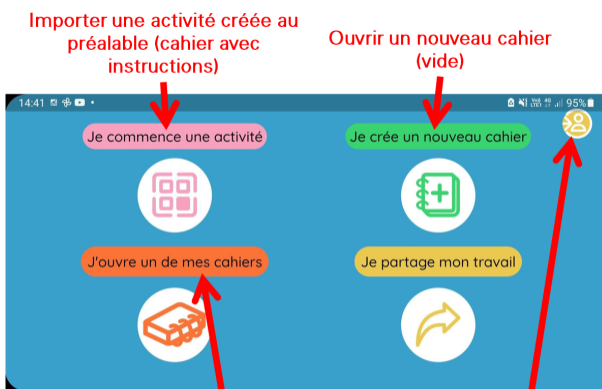 Importer une activité créée au
préalable (cahier avec
instructions)
Ouvrir un nouveau cahier
(vide)
14:41
95%
Je commence une activité
Je crée un nouveau cahier
J'ouvre un de mes cahiers
Je partage mon travail